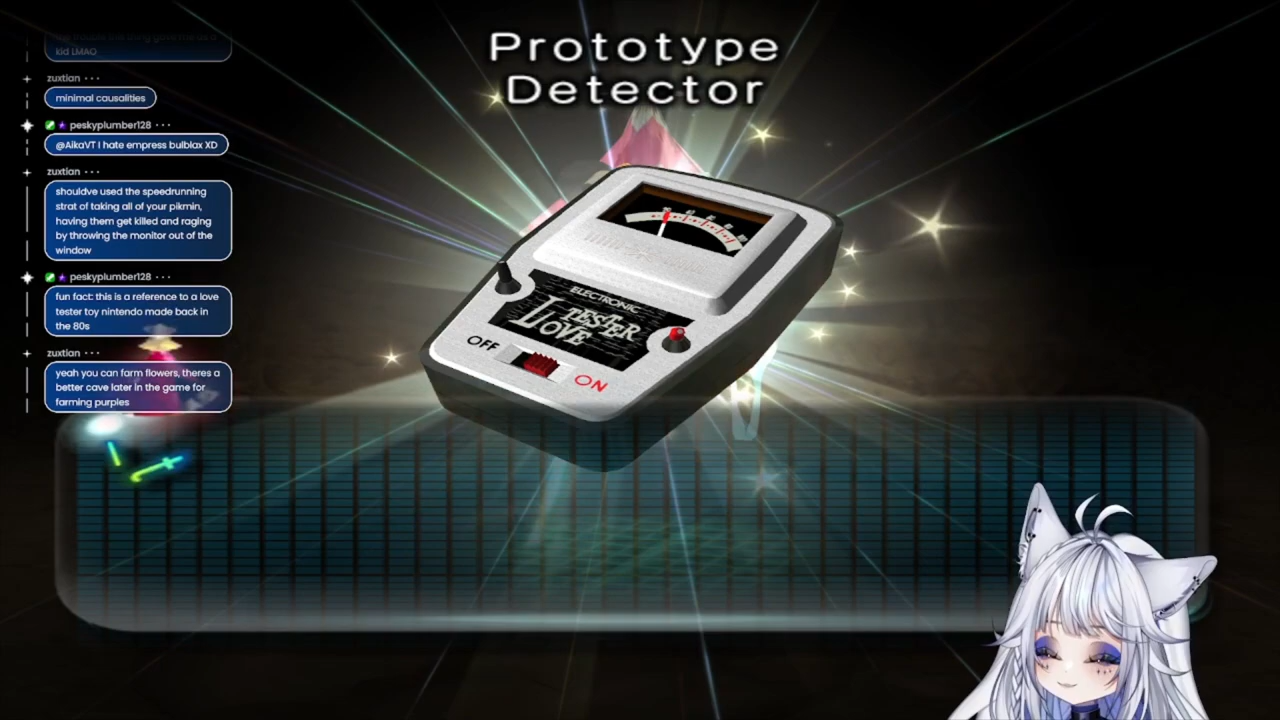 Prototype
Detector
kid LMAO
zuxtian
minimal causalities
peskyplumber128
@AikaVT I hate empress bulblax XD
zuxtian
shouldve used the speedrunning
strat of taking all of your pikmin,
having them get killed and raging
by throwing the monitor out of the
window
peskyplumber128
fun fact: this is a reference to a love
tester toy nintendo made back in
the 80s
zuxtian
yeah you can farm flowers, theres a
better cave later in the game for
farming purples
ELECTRONIC
LOVE TESTER
OFF
ON